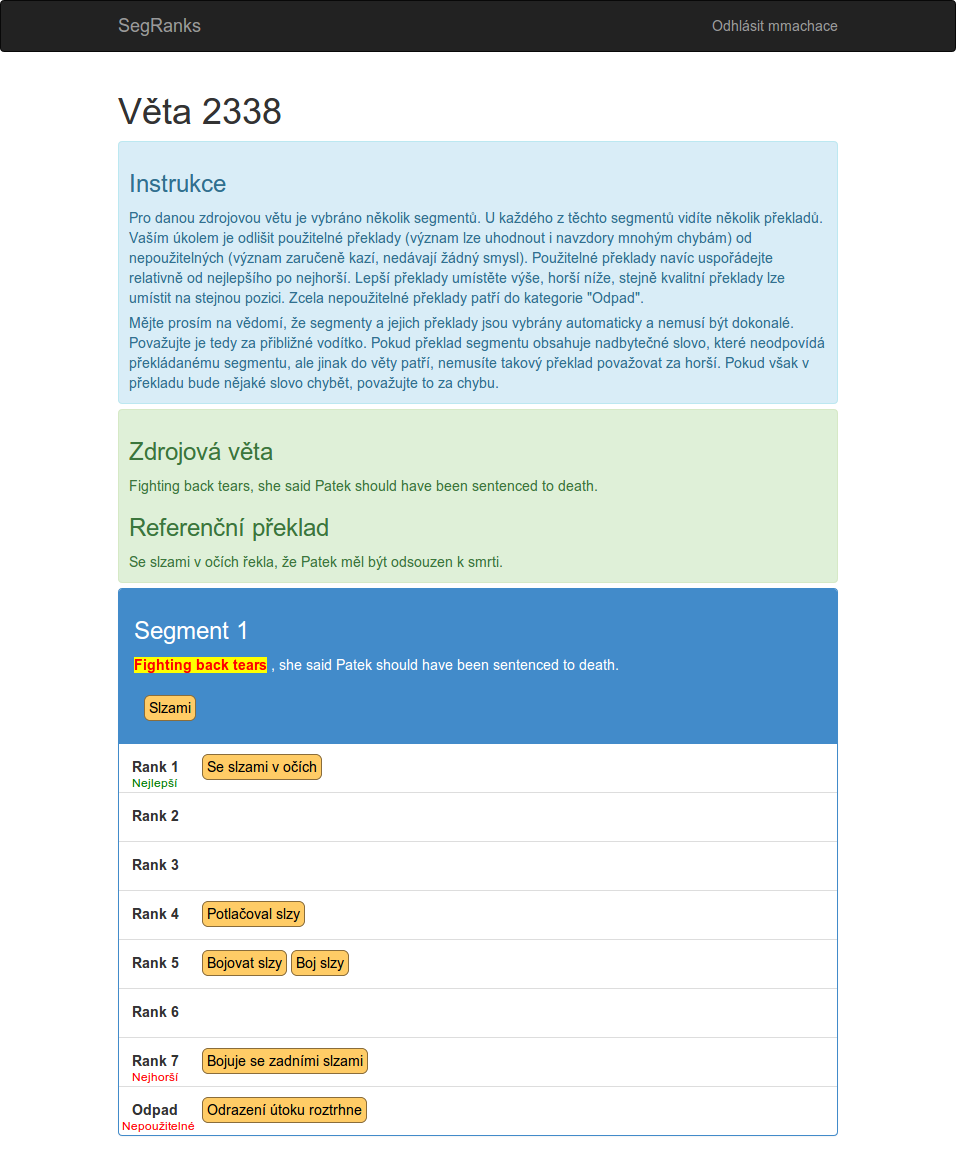 SegRanks
Odhlásit mmachace
Věta 2338
Instrukce
Pro danou zdrojovou větu je vybráno několik segmentů. U každého z těchto segmentů vidíte několik překladů.
Vaším úkolem je odlišit použitelné překlady (význam lze uhodnout i navzdory mnohým chybám) od
nepoužitelných (význam zaručeně kazí, nedávají žádný smysl). Použitelné překlady navíc uspořádejte
relativně od nejlepšího po nejhorší. Lepší překlady umístěte výše, horší níže, stejně kvalitní překlady lze
umístit na stejnou pozici. Zcela nepoužitelné překlady patří do kategorie "Odpad".
Mějte prosím na vědomí, že segmenty a jejich překlady jsou vybrány automaticky a nemusí být dokonalé.
Považujte je tedy za přibližné vodítko. Pokud překlad segmentu obsahuje nadbytečné slovo, které neodpovídá
překládanému segmentu, ale jinak do věty patří, nemusíte takový překlad považovat za horší. Pokud však v
překladu bude nějaké slovo chybět, považujte to za chybu.
Zdrojová věta
Fighting back tears, she said Patek should have been sentenced to death.
Referenční překlad
Se slzami v očích řekla, že Patek měl být odsouzen k smrti.
Segment 1
Fighting back tears , she said Patek should have been sentenced to death.
Slzami
Rank 1 Se slzami v očích
Nejlepší
Rank 2
Rank 3
Rank 4 Potlačoval slzy
Rank 5 Bojovat slzy Boj slzy
Rank 6
Rank 7 Bojuje se zadními slzami
Nejhorší
Odpad Odrazení útoku roztrhne
Nepoužitelné